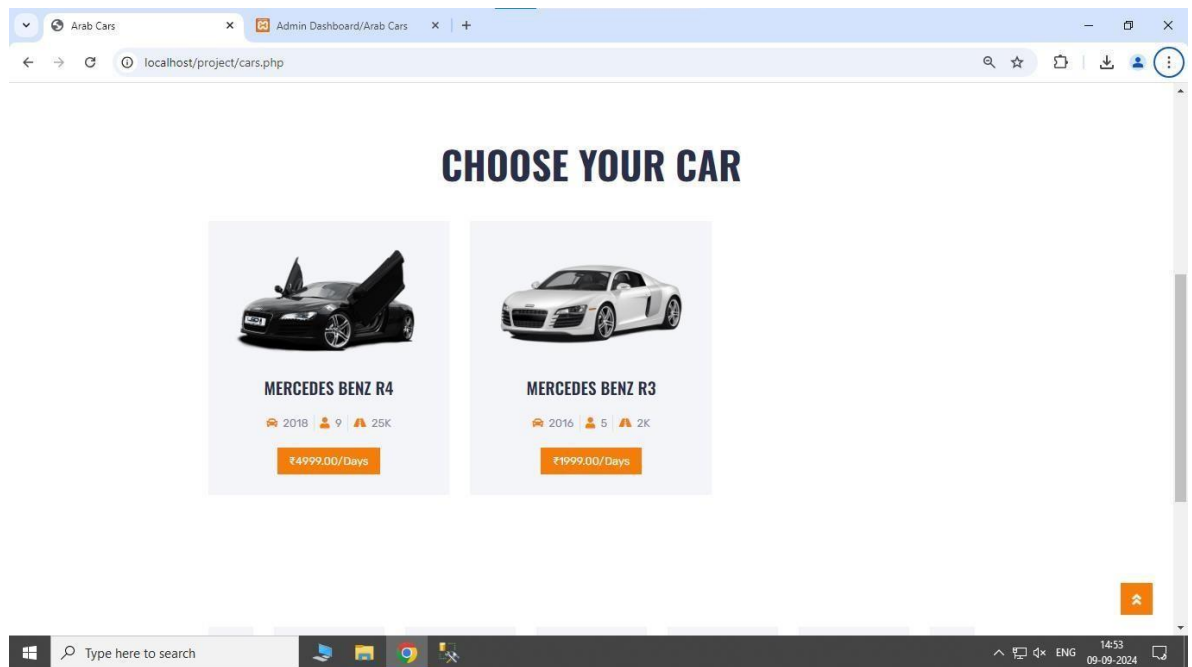 Arab Cars
Admin Dashboard/Arab Cars
localhost/project/cars.php
CHOOSE YOUR CAR
MERCEDES BENZ R4
2018 9 25K
₹4999.00/Days
MERCEDES BENZ R3
2016 5 2K
₹1999.00/Days
Type here to search
ENG
14:53
09-09-2024